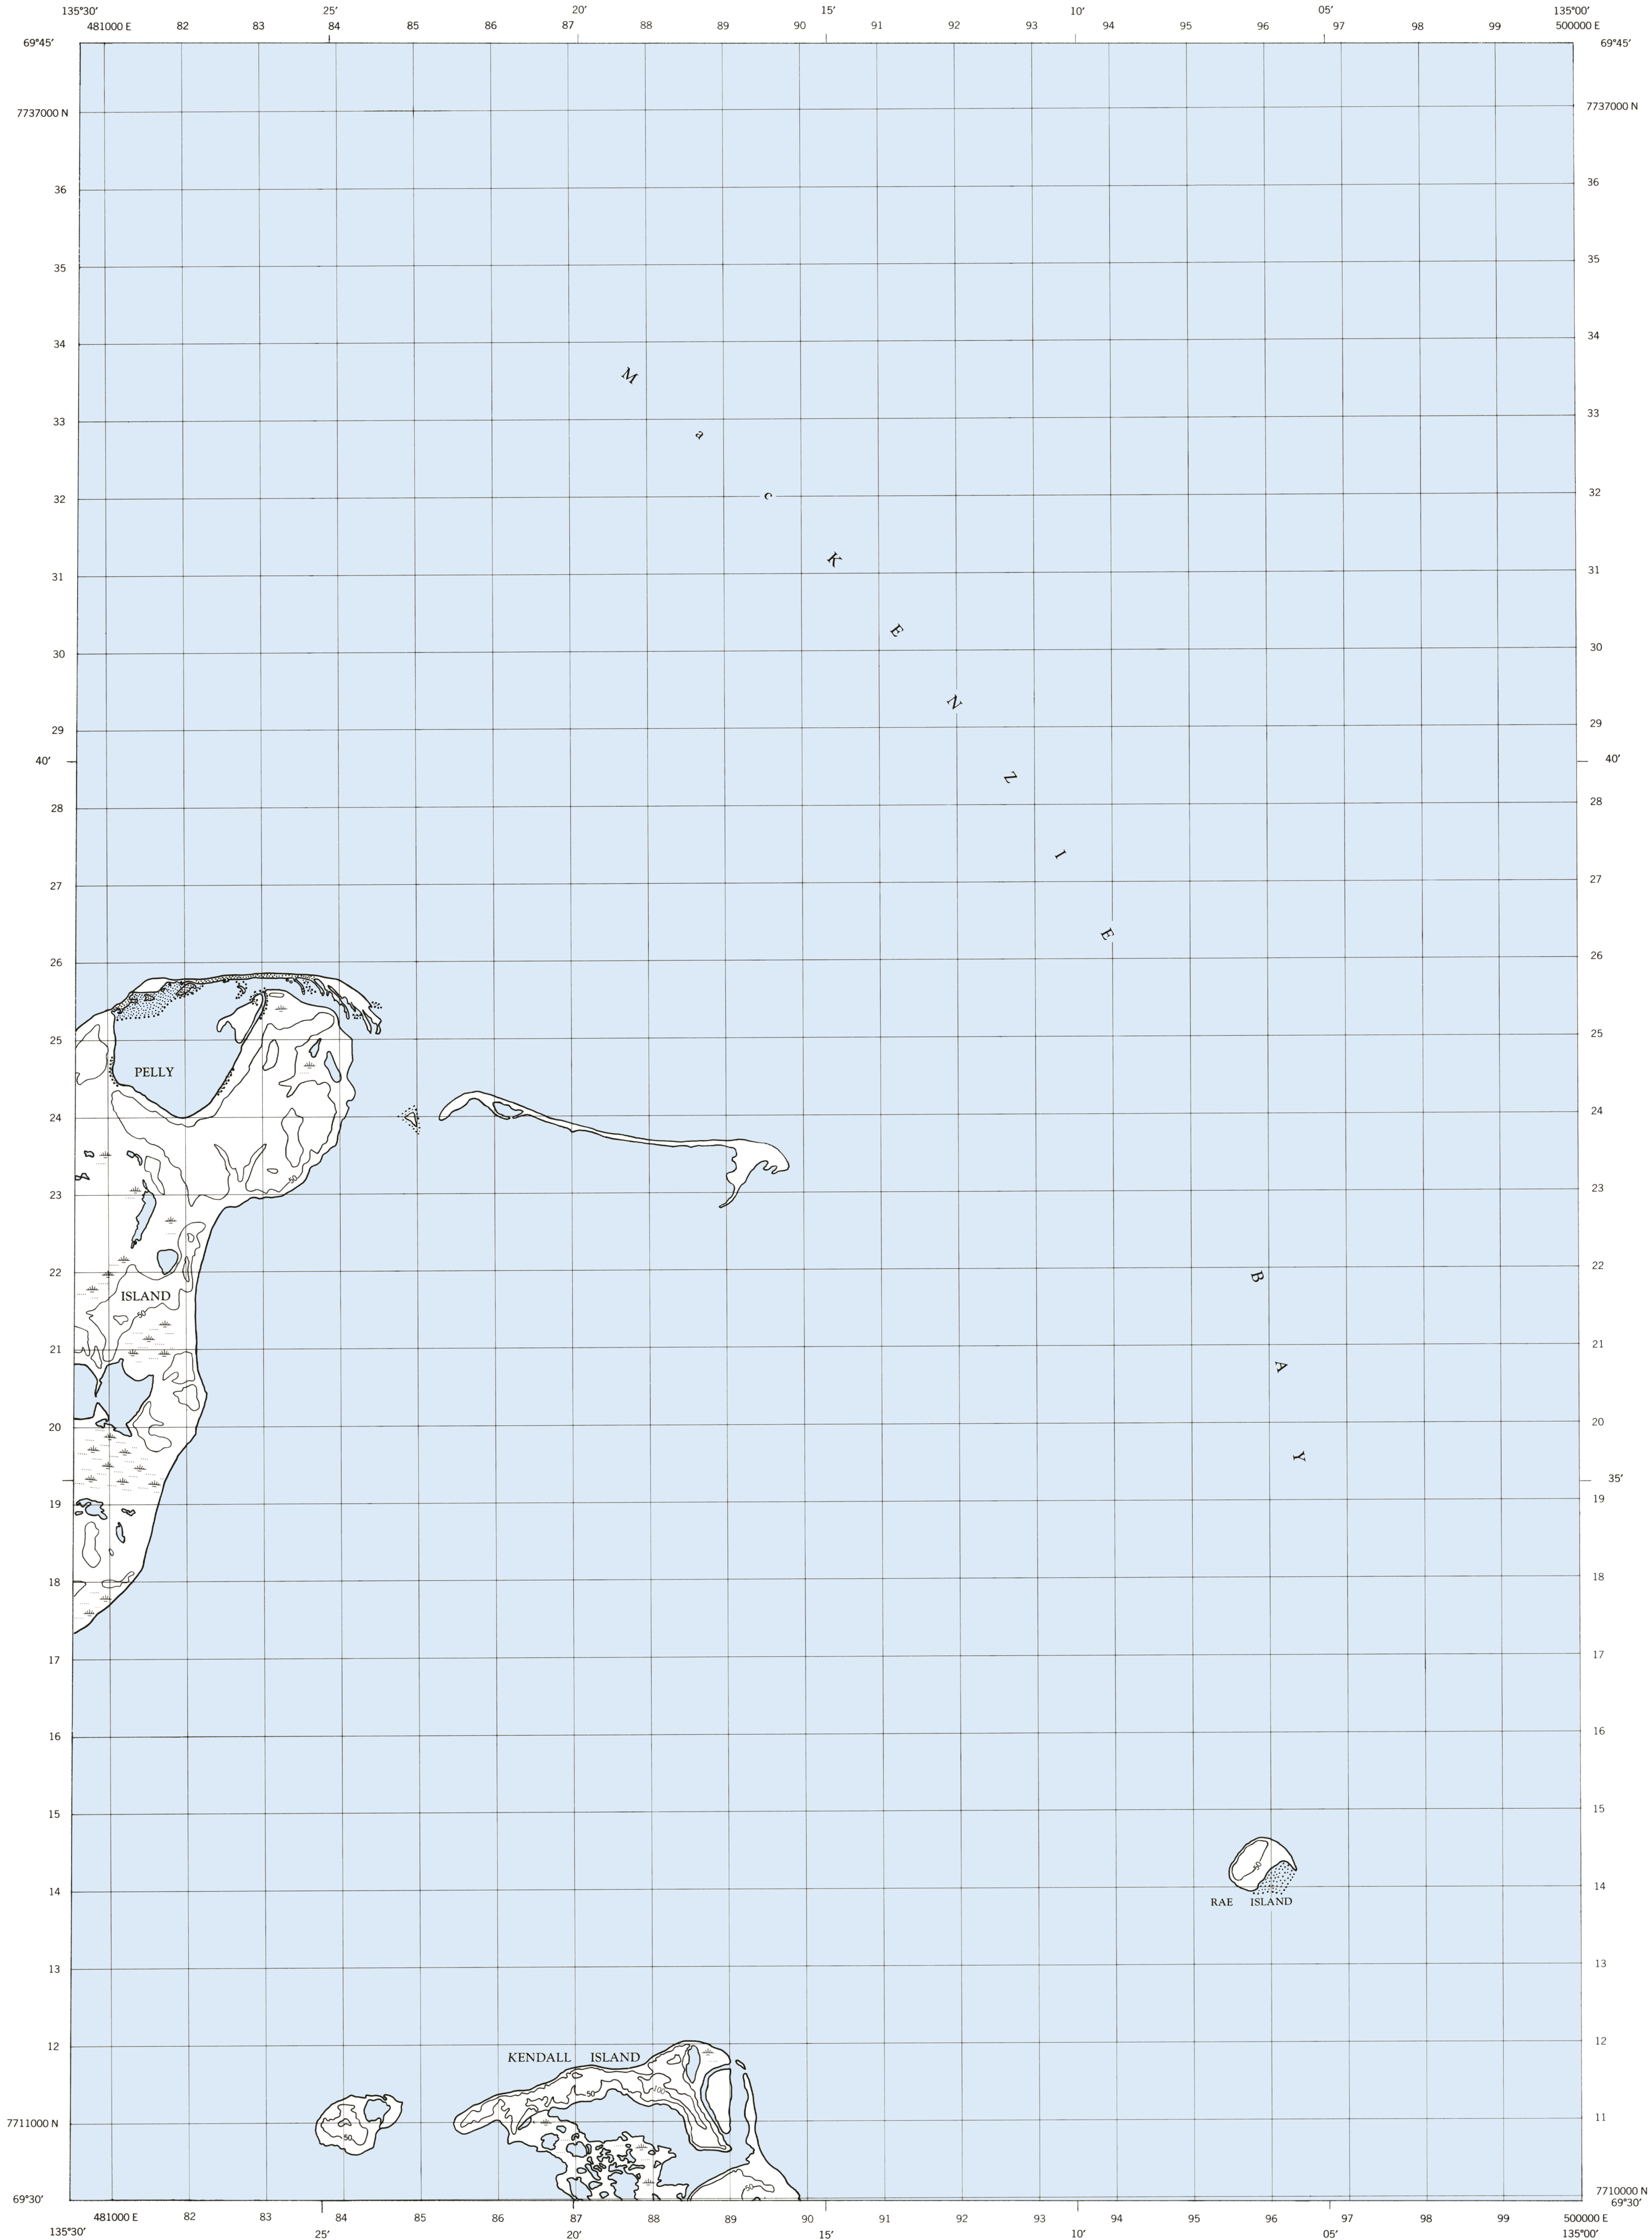 135°30′ 25′ 20′ 15′ 10′ 05′ 135°00′
481000 E 82 83 84 85 86 87 88 89 90 91 92 93 94 95 96 97 98 99 500000 E
69°45′ 69°45′
7737000 N 7737000 N
36 36
35 35
34 34
M
33 33
a
32 c 32
K
31 31
E
30 30
N
29 29
40′ 40′
Z
28 28
I
27 27
E
26 26
25 25
PELLY
24 24
50
23 23
22 B 22
ISLAND
50
21 A 21
20 20
Y
35′
19 19
18 18
17 17
16 16
15 15
50
14 14
RAE ISLAND
13 13
12 12
KENDALL ISLAND
50 100
7711000 N 11
50
50
7710000 N
69°30′ 69°30′
481000 E 82 83 84 85 86 87 88 89 90 91 92 93 94 95 96 97 98 99 500000 E
135°30′ 25′ 20′ 15′ 10′ 05′ 135°00′